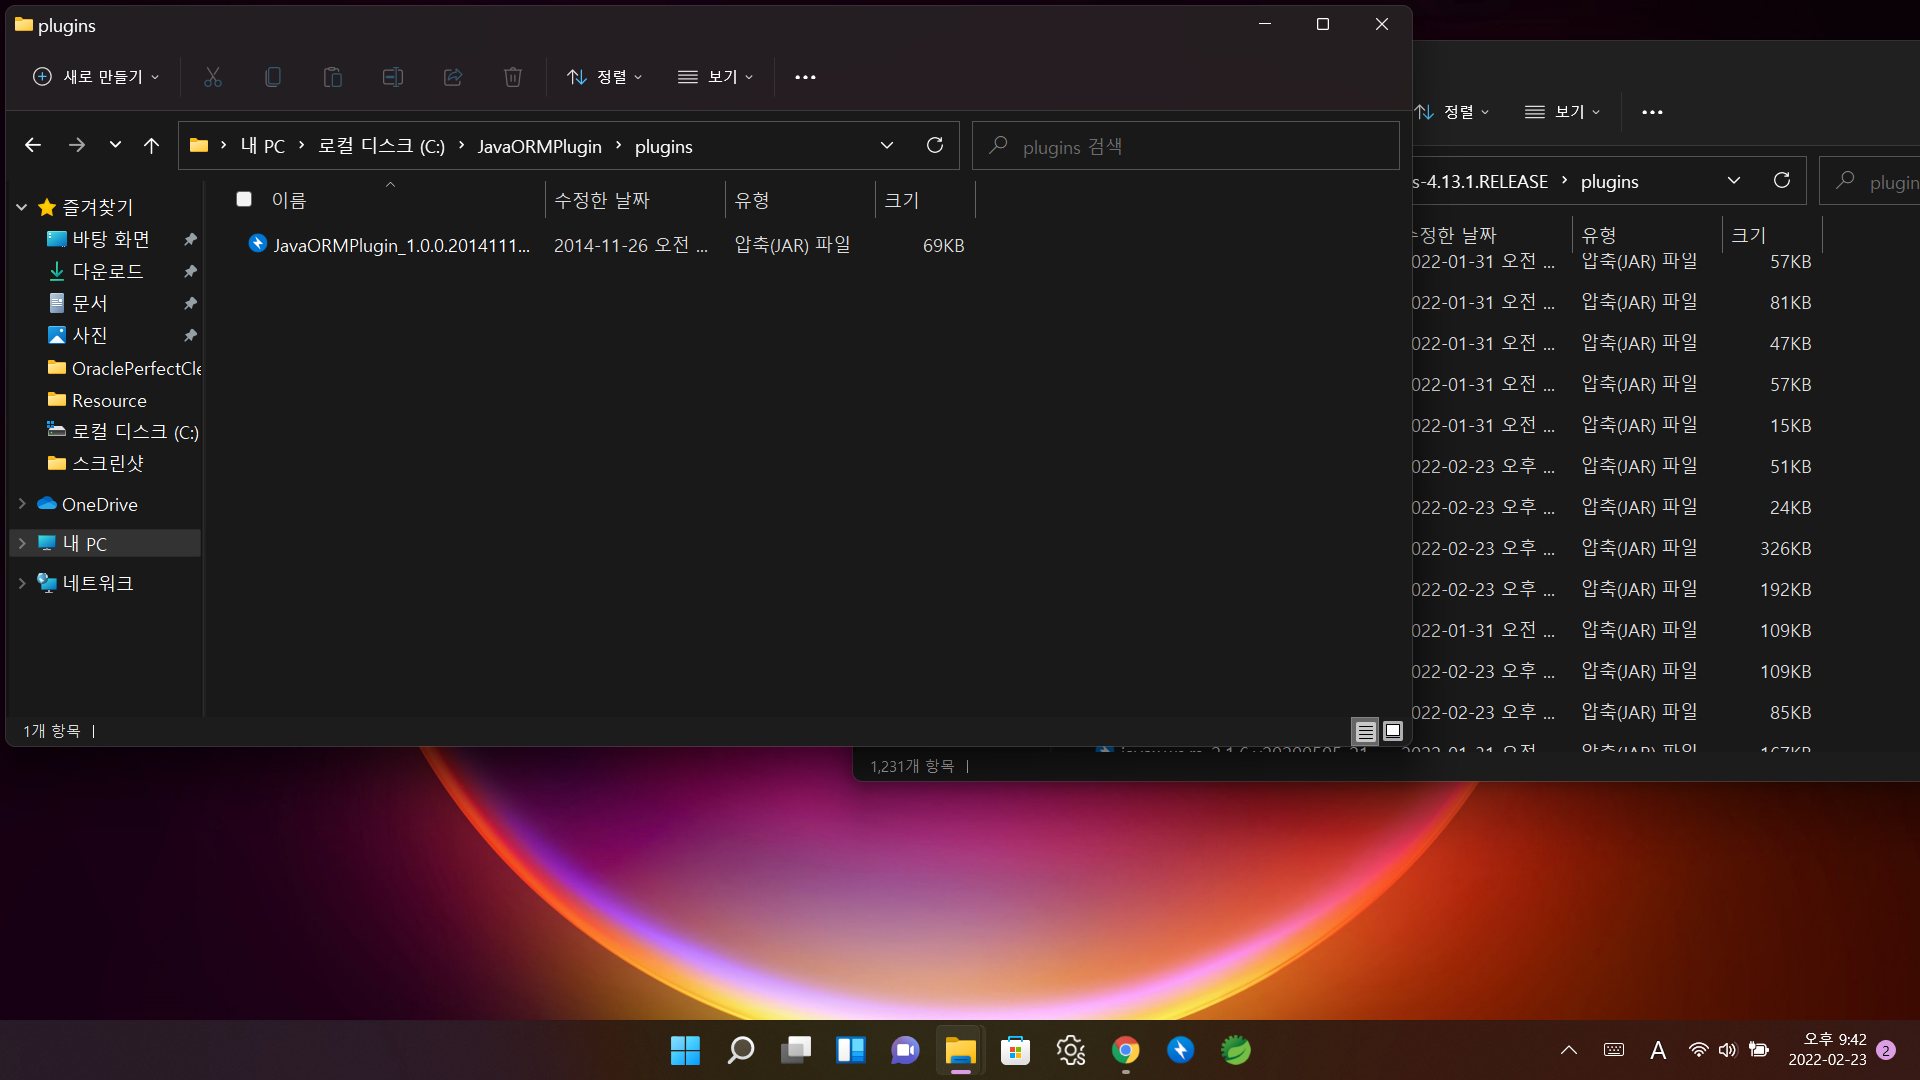 plugins
새로 만들기
정렬
보기
내 PC
로컬 디스크 (C:)
JavaORMPlugin
plugins
plugins 검색
이름
수정한 날짜
유형
크기
JavaORMPlugin_1.0.0.2014111...
2014-11-26 오전 ...
압축(JAR) 파일
69KB
즐겨찾기
바탕 화면
다운로드
문서
사진
OraclePerfectCle
Resource
로컬 디스크 (C:)
스크린샷
OneDrive
내 PC
네트워크
1개 항목
정렬
보기
s-4.13.1.RELEASE
plugins
plugin
수정한 날짜
유형
크기
022-01-31 오전 ... 압축(JAR) 파일 57KB
022-01-31 오전 ... 압축(JAR) 파일 81KB
022-01-31 오전 ... 압축(JAR) 파일 47KB
022-01-31 오전 ... 압축(JAR) 파일 57KB
022-01-31 오전 ... 압축(JAR) 파일 15KB
022-02-23 오후 ... 압축(JAR) 파일 51KB
022-02-23 오후 ... 압축(JAR) 파일 24KB
022-02-23 오후 ... 압축(JAR) 파일 326KB
022-02-23 오후 ... 압축(JAR) 파일 192KB
022-01-31 오전 ... 압축(JAR) 파일 109KB
022-02-23 오후 ... 압축(JAR) 파일 109KB
022-02-23 오후 ... 압축(JAR) 파일 85KB
1,231개 항목
A
오후 9:42
2022-02-23
2